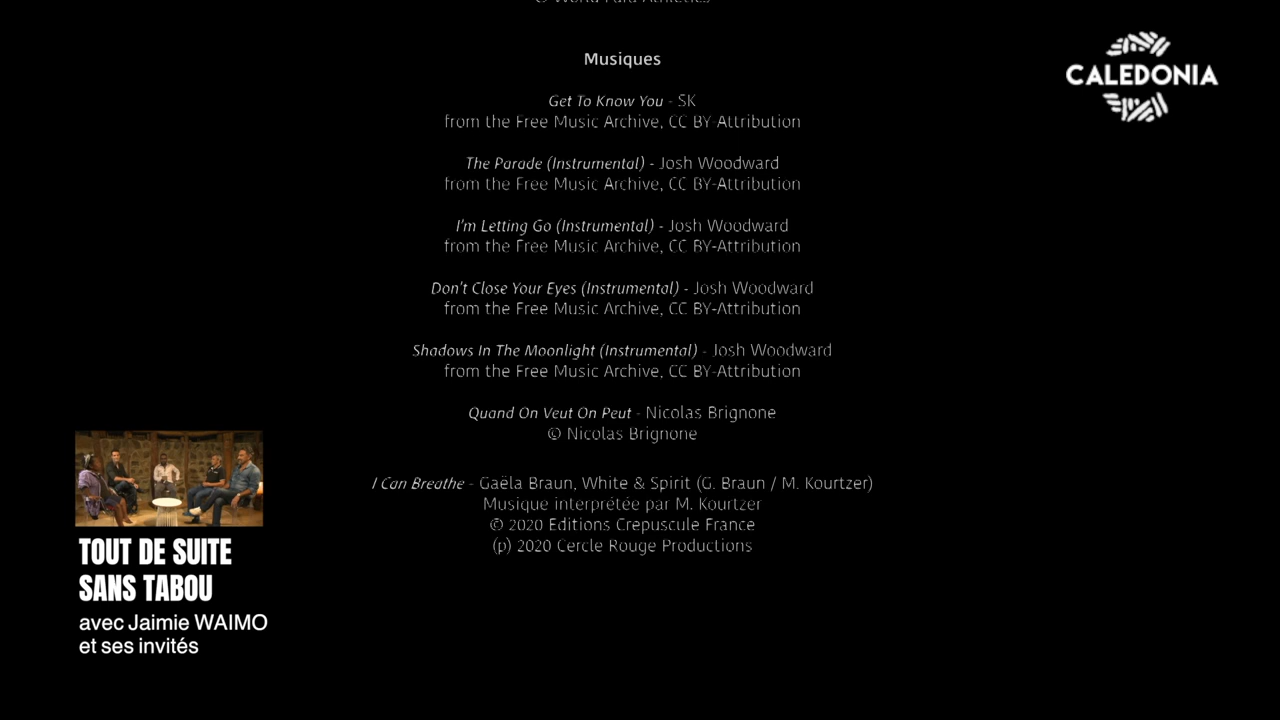 © World Para Athletics
Musiques
Get To Know You - SK
from the Free Music Archive, CC BY-Attribution
The Parade (Instrumental) - Josh Woodward
from the Free Music Archive, CC BY-Attribution
I'm Letting Go (Instrumental) - Josh Woodward
from the Free Music Archive, CC BY-Attribution
Don't Close Your Eyes (Instrumental) - Josh Woodward
from the Free Music Archive, CC BY-Attribution
Shadows In The Moonlight (Instrumental) - Josh Woodward
from the Free Music Archive, CC BY-Attribution
Quand On Veut On Peut - Nicolas Brignone
© Nicolas Brignone
I Can Breathe - Gaëla Braun, White & Spirit (G. Braun / M. Kourtzer)
Musique interprétée par M. Kourtzer
© 2020 Editions Crepuscule France
(p) 2020 Cercle Rouge Productions
CALEDONIA
TOUT DE SUITE
SANS TABOU
avec Jaimie WAIMO
et ses invités